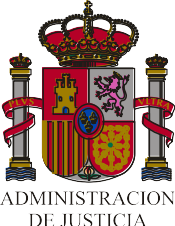 PLVS VLTRA
ADMINISTRACION
DE JUSTICIA